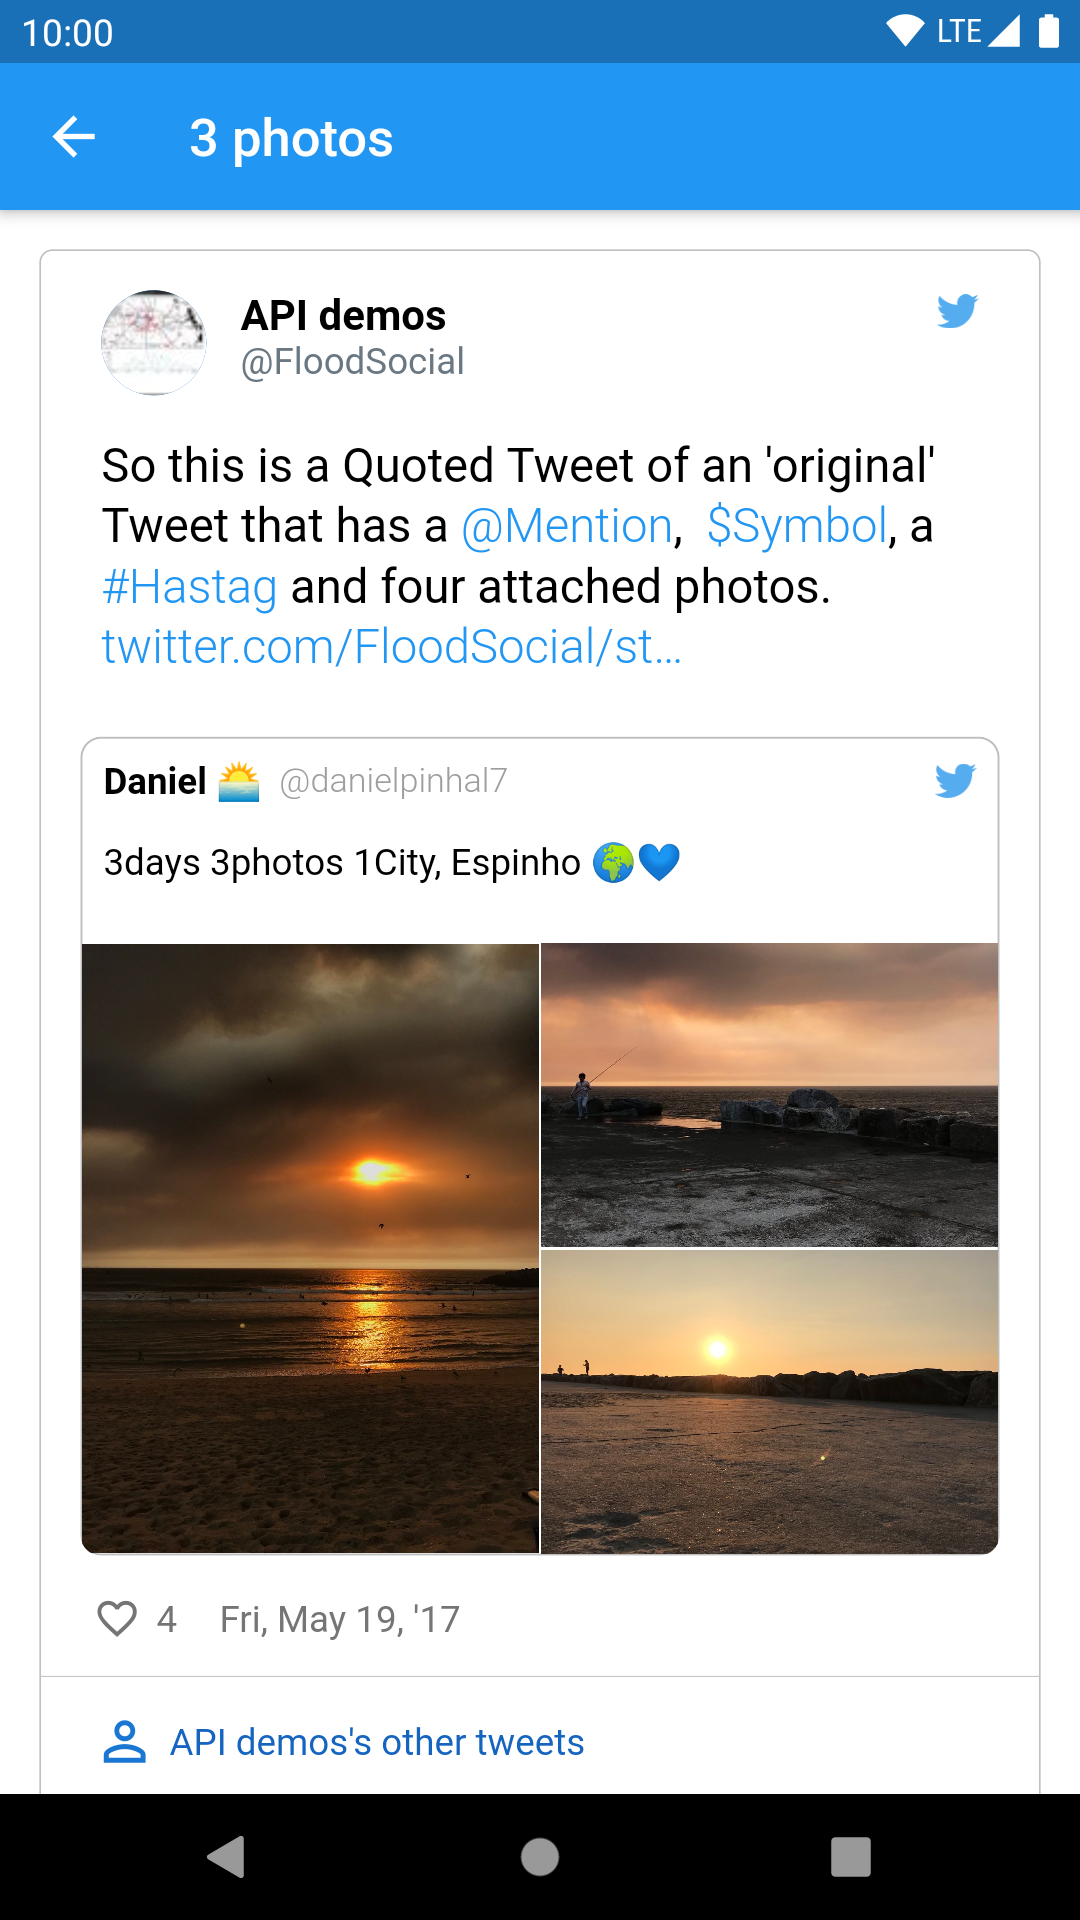 10:00
LTE
3 photos
API demos
@FloodSocial
So this is a Quoted Tweet of an 'original'
Tweet that has a @Mention, $Symbol, a
#Hastag and four attached photos.
twitter.com/FloodSocial/st...
Daniel 🌅 @danielpinhal7
3days 3photos 1City, Espinho 🌍💙
4 Fri, May 19, '17
API demos's other tweets